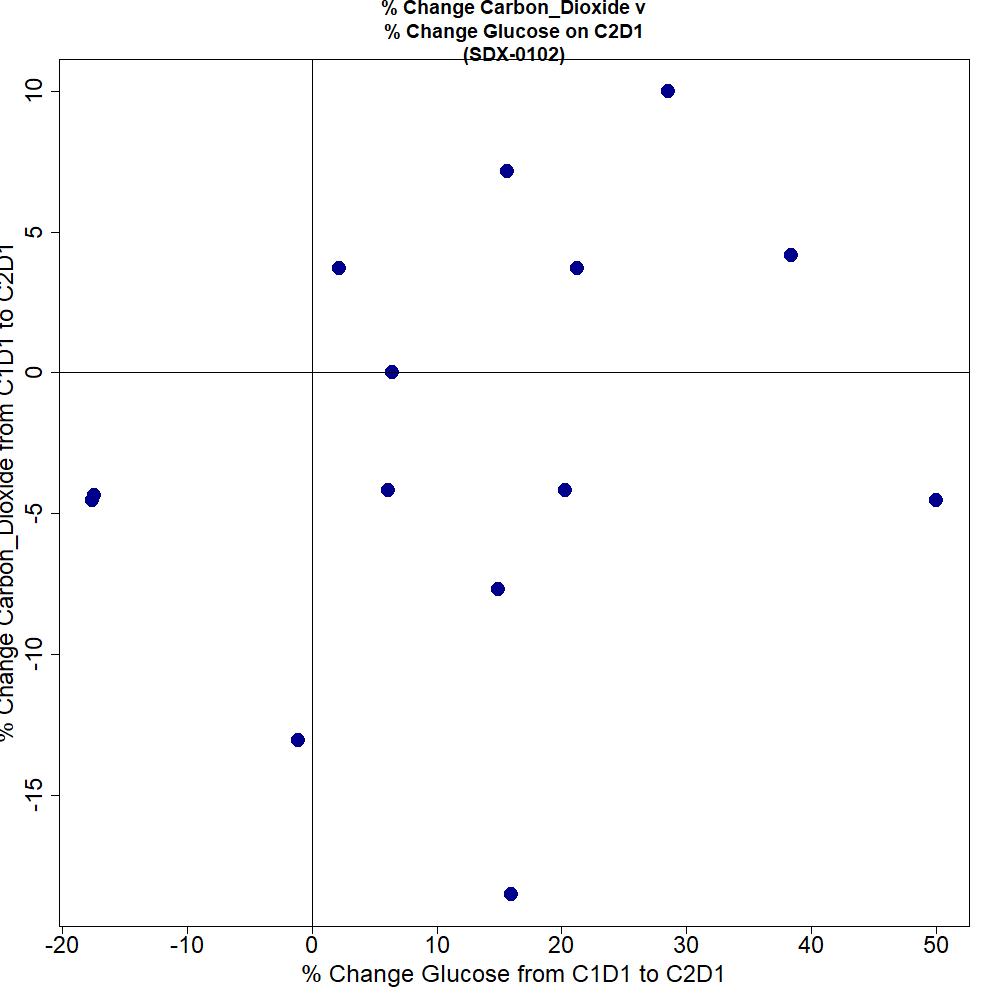 % Change Carbon_Dioxide v
% Change Glucose on C2D1
(SDX-0102)
% Change Carbon_Dioxide from C1D1 to C2D1
10
5
0
-5
-10
-15
-20
-10
0
10
20
30
40
50
% Change Glucose from C1D1 to C2D1